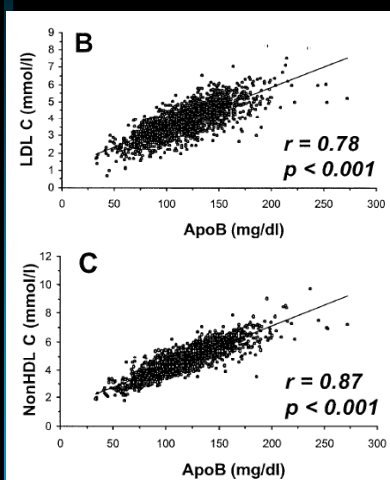 B
9
8
7
6
5
4
3
2
1
0
LDL C (mmol/l)
r = 0.78
p < 0.001
0 50 100 150 200 250 300
ApoB (mg/dl)
C
12
10
8
6
4
2
0
NonHDL C (mmol/l)
r = 0.87
p < 0.001
0 50 100 150 200 250 300
ApoB (mg/dl)